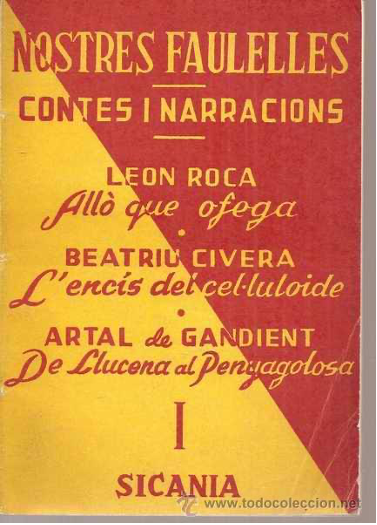 NOSTRES FAULELLES
CONTES I NARRACIONS
LEON ROCA
Allò que ofega
BEATRIU CIVERA
L'encís del cel·luloide
ARTAL de GANDIENT
De Llucena al Penyagolosa
I
SICANIA
www.todocoleccion.net